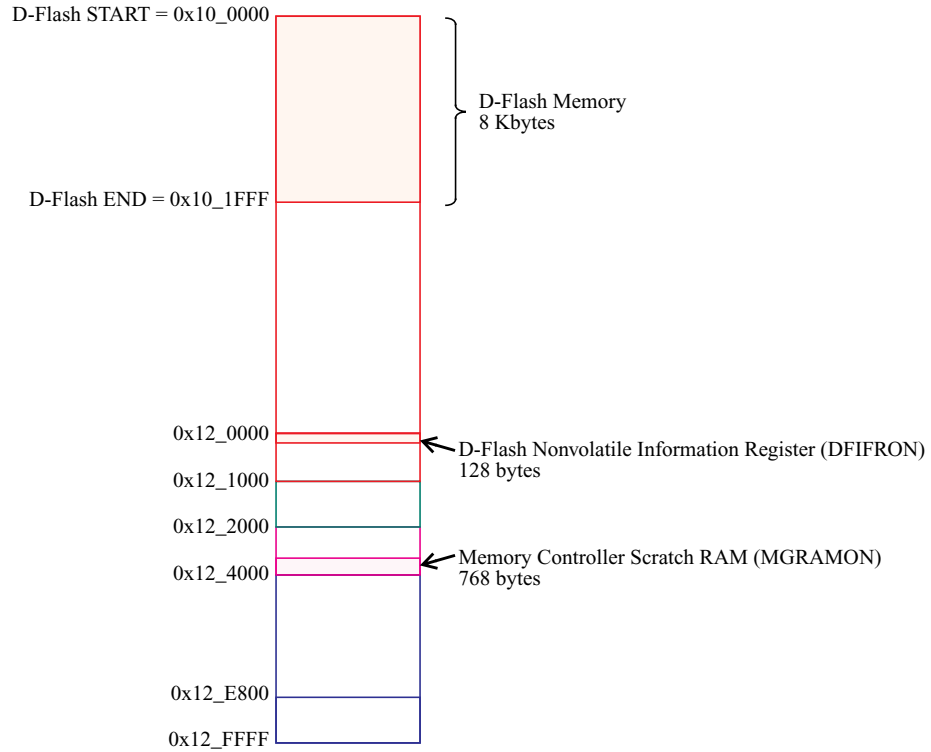 D-Flash START = 0x10_0000
D-Flash Memory
8 Kbytes
D-Flash END = 0x10_1FFF
0x12_0000
D-Flash Nonvolatile Information Register (DFIFRON)
128 bytes
0x12_1000
0x12_2000
Memory Controller Scratch RAM (MGRAMON)
768 bytes
0x12_4000
0x12_E800
0x12_FFFF